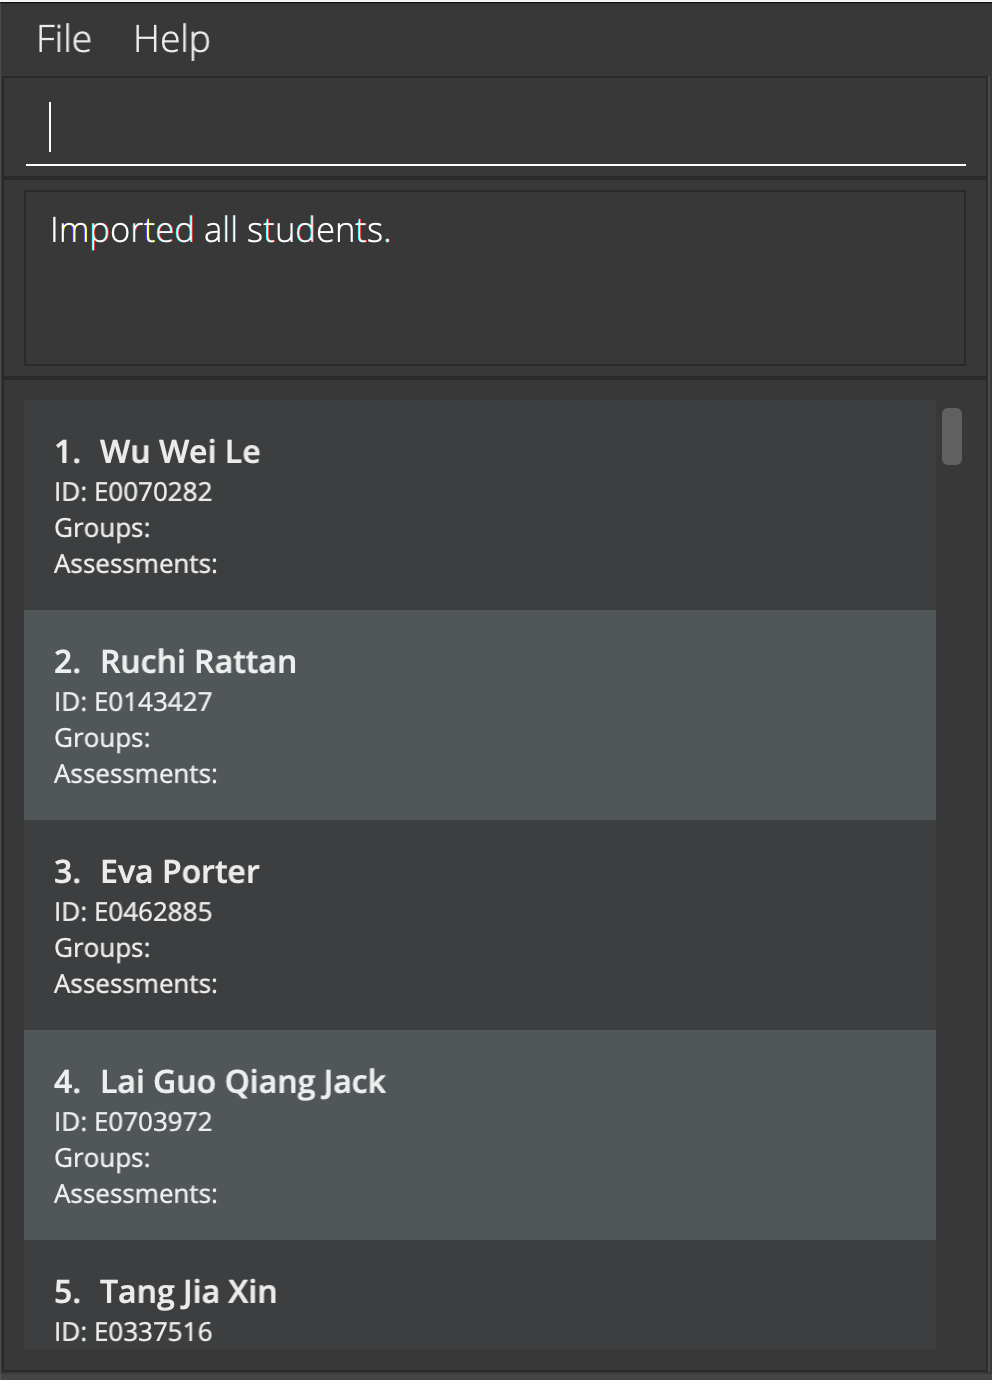 File Help
Imported all students.
1. Wu Wei Le
ID: E0070282
Groups:
Assessments:
2. Ruchi Rattan
ID: E0143427
Groups:
Assessments:
3. Eva Porter
ID: E0462885
Groups:
Assessments:
4. Lai Guo Qiang Jack
ID: E0703972
Groups:
Assessments:
5. Tang Jia Xin
ID: E0337516